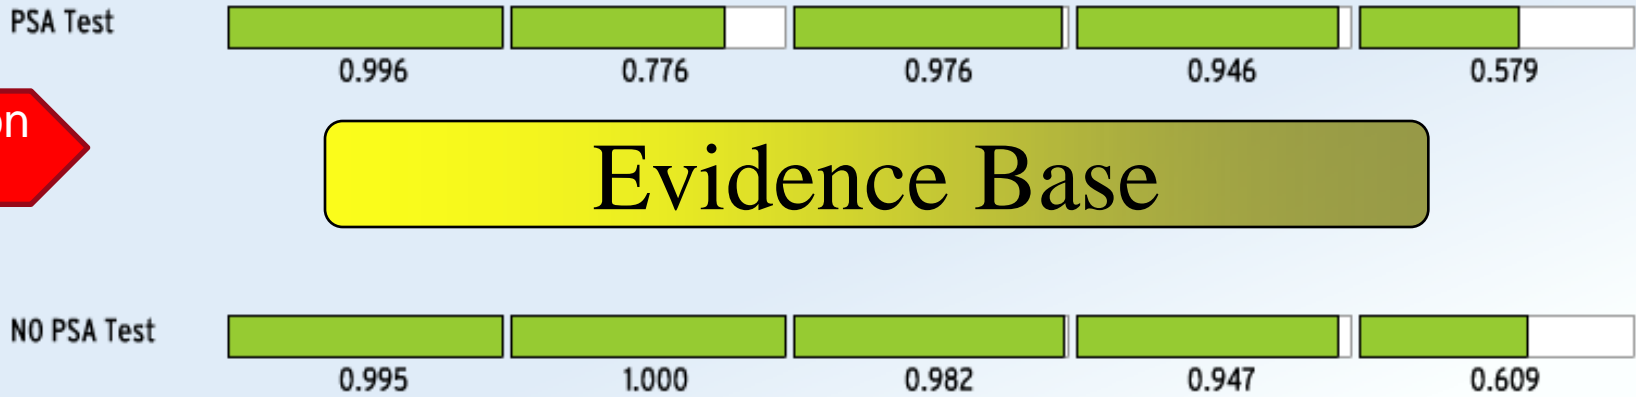 PSA Test
0.996 0.776 0.976 0.946 0.579
on
Evidence Base
NO PSA Test
0.995 1.000 0.982 0.947 0.609